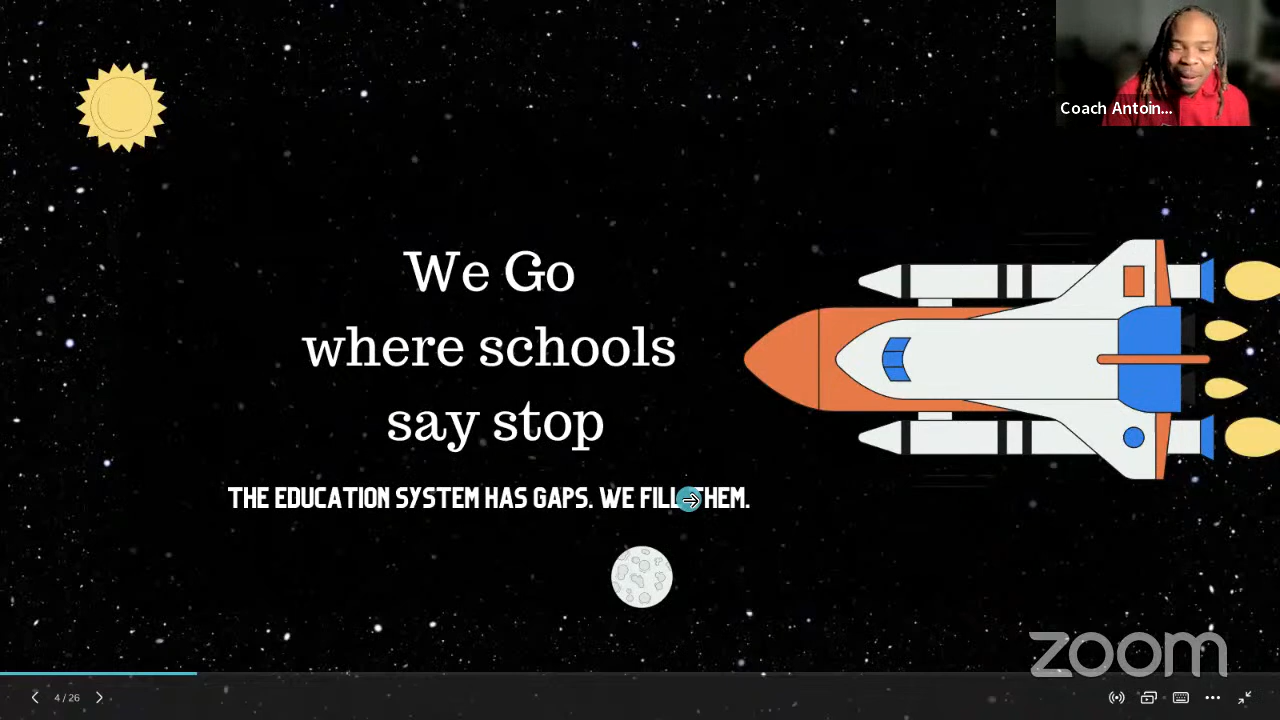 Coach Antoin...
We Go
where schools
say stop
THE EDUCATION SYSTEM HAS GAPS. WE FILL THEM.
zoom
4 / 26